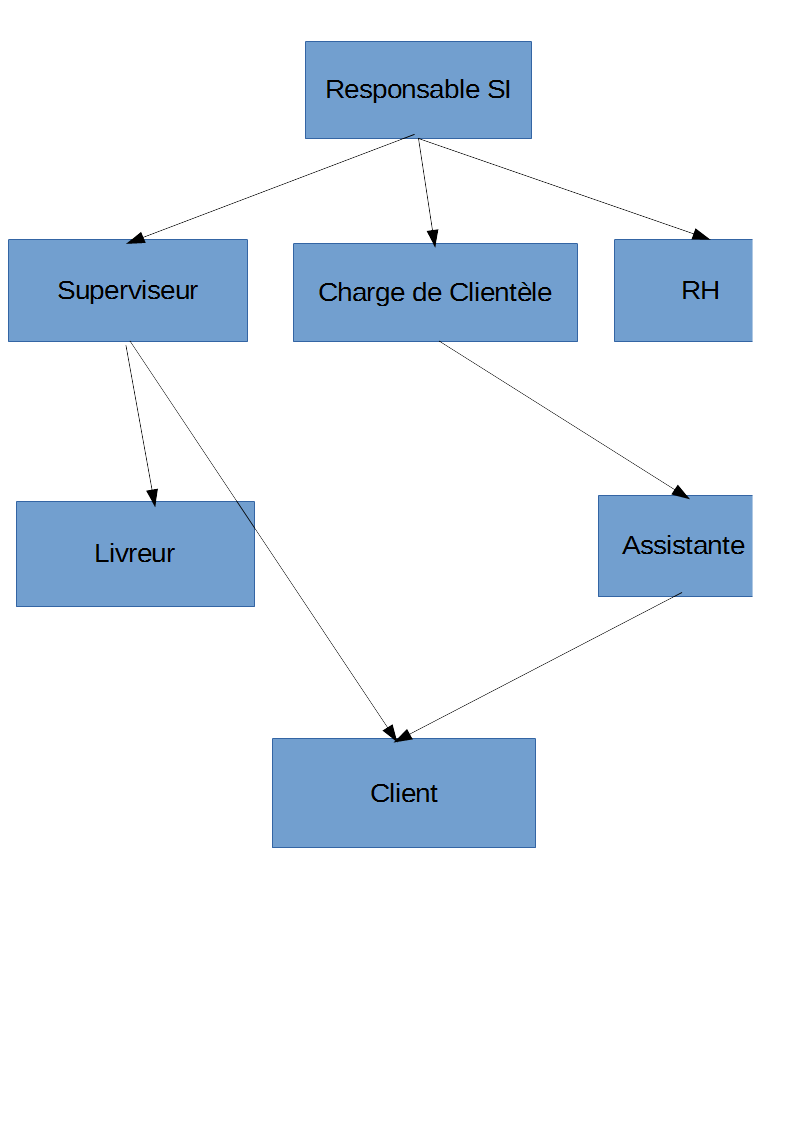 Responsable SI
Superviseur
Charge de Clientèle
RH
Livreur
Assistante
Client